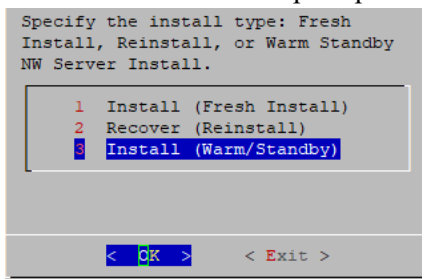 Specify the install type: Fresh
Install, Reinstall, or Warm Standby
NW Server Install.
1 Install (Fresh Install)
2 Recover (Reinstall)
3 Install (Warm/Standby)
< OK > < Exit >